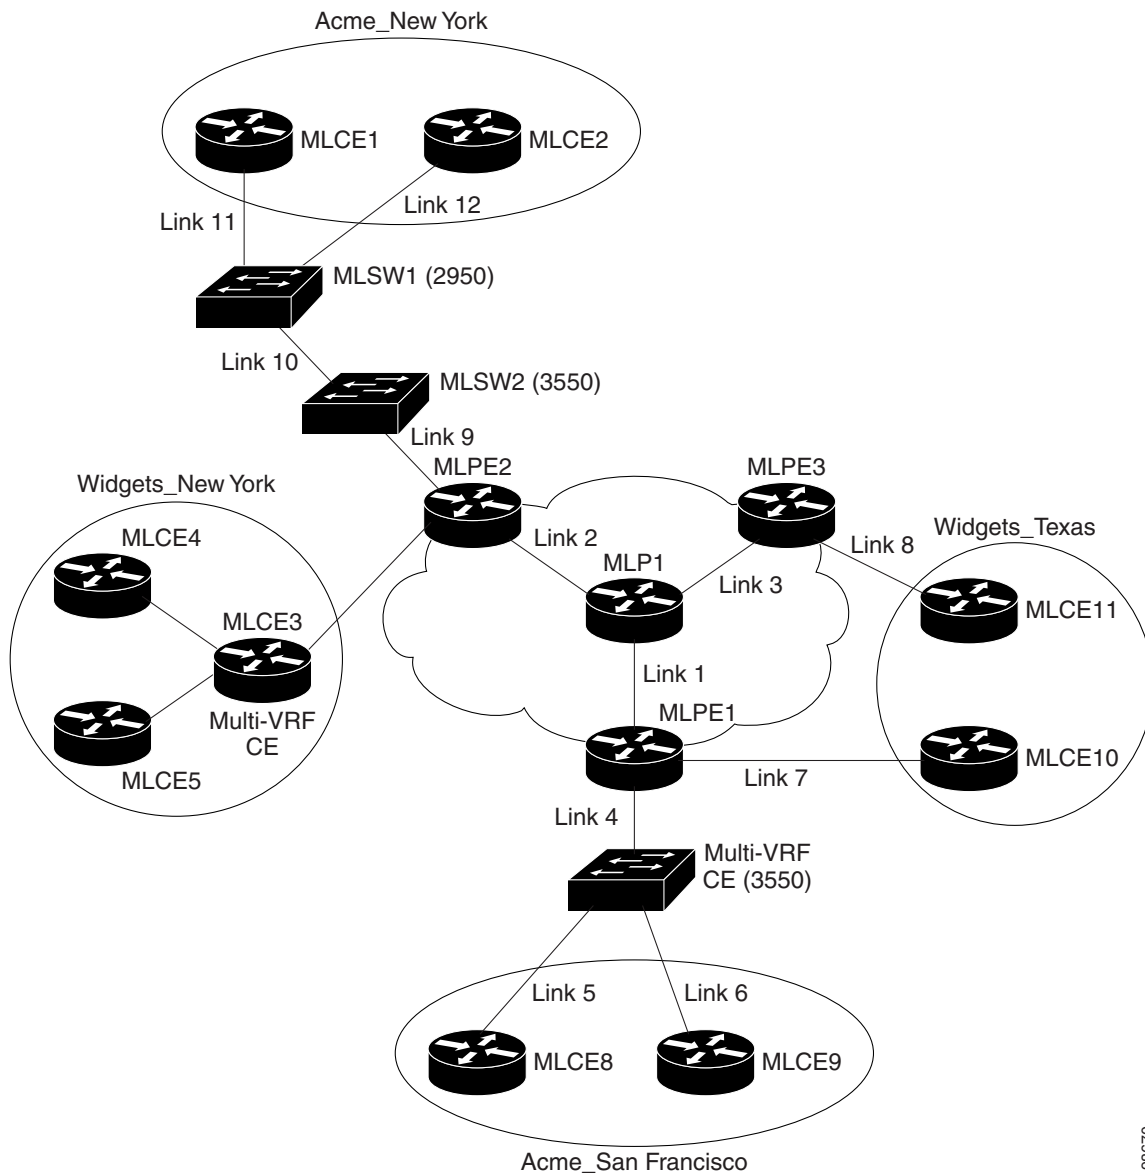 Acme_New York
MLCE1
MLCE2
Link 11
Link 12
MLSW1 (2950)
Link 10
MLSW2 (3550)
Link 9
MLPE2
MLPE3
Widgets_New York
Widgets_Texas
MLCE4
Link 2
Link 8
MLP1
Link 3
MLCE11
MLCE3
Link 1
Multi-VRF
CE
MLPE1
MLCE5
MLCE10
Link 7
Link 4
Multi-VRF
CE (3550)
Link 5
Link 6
MLCE8
MLCE9
Acme_San Francisco